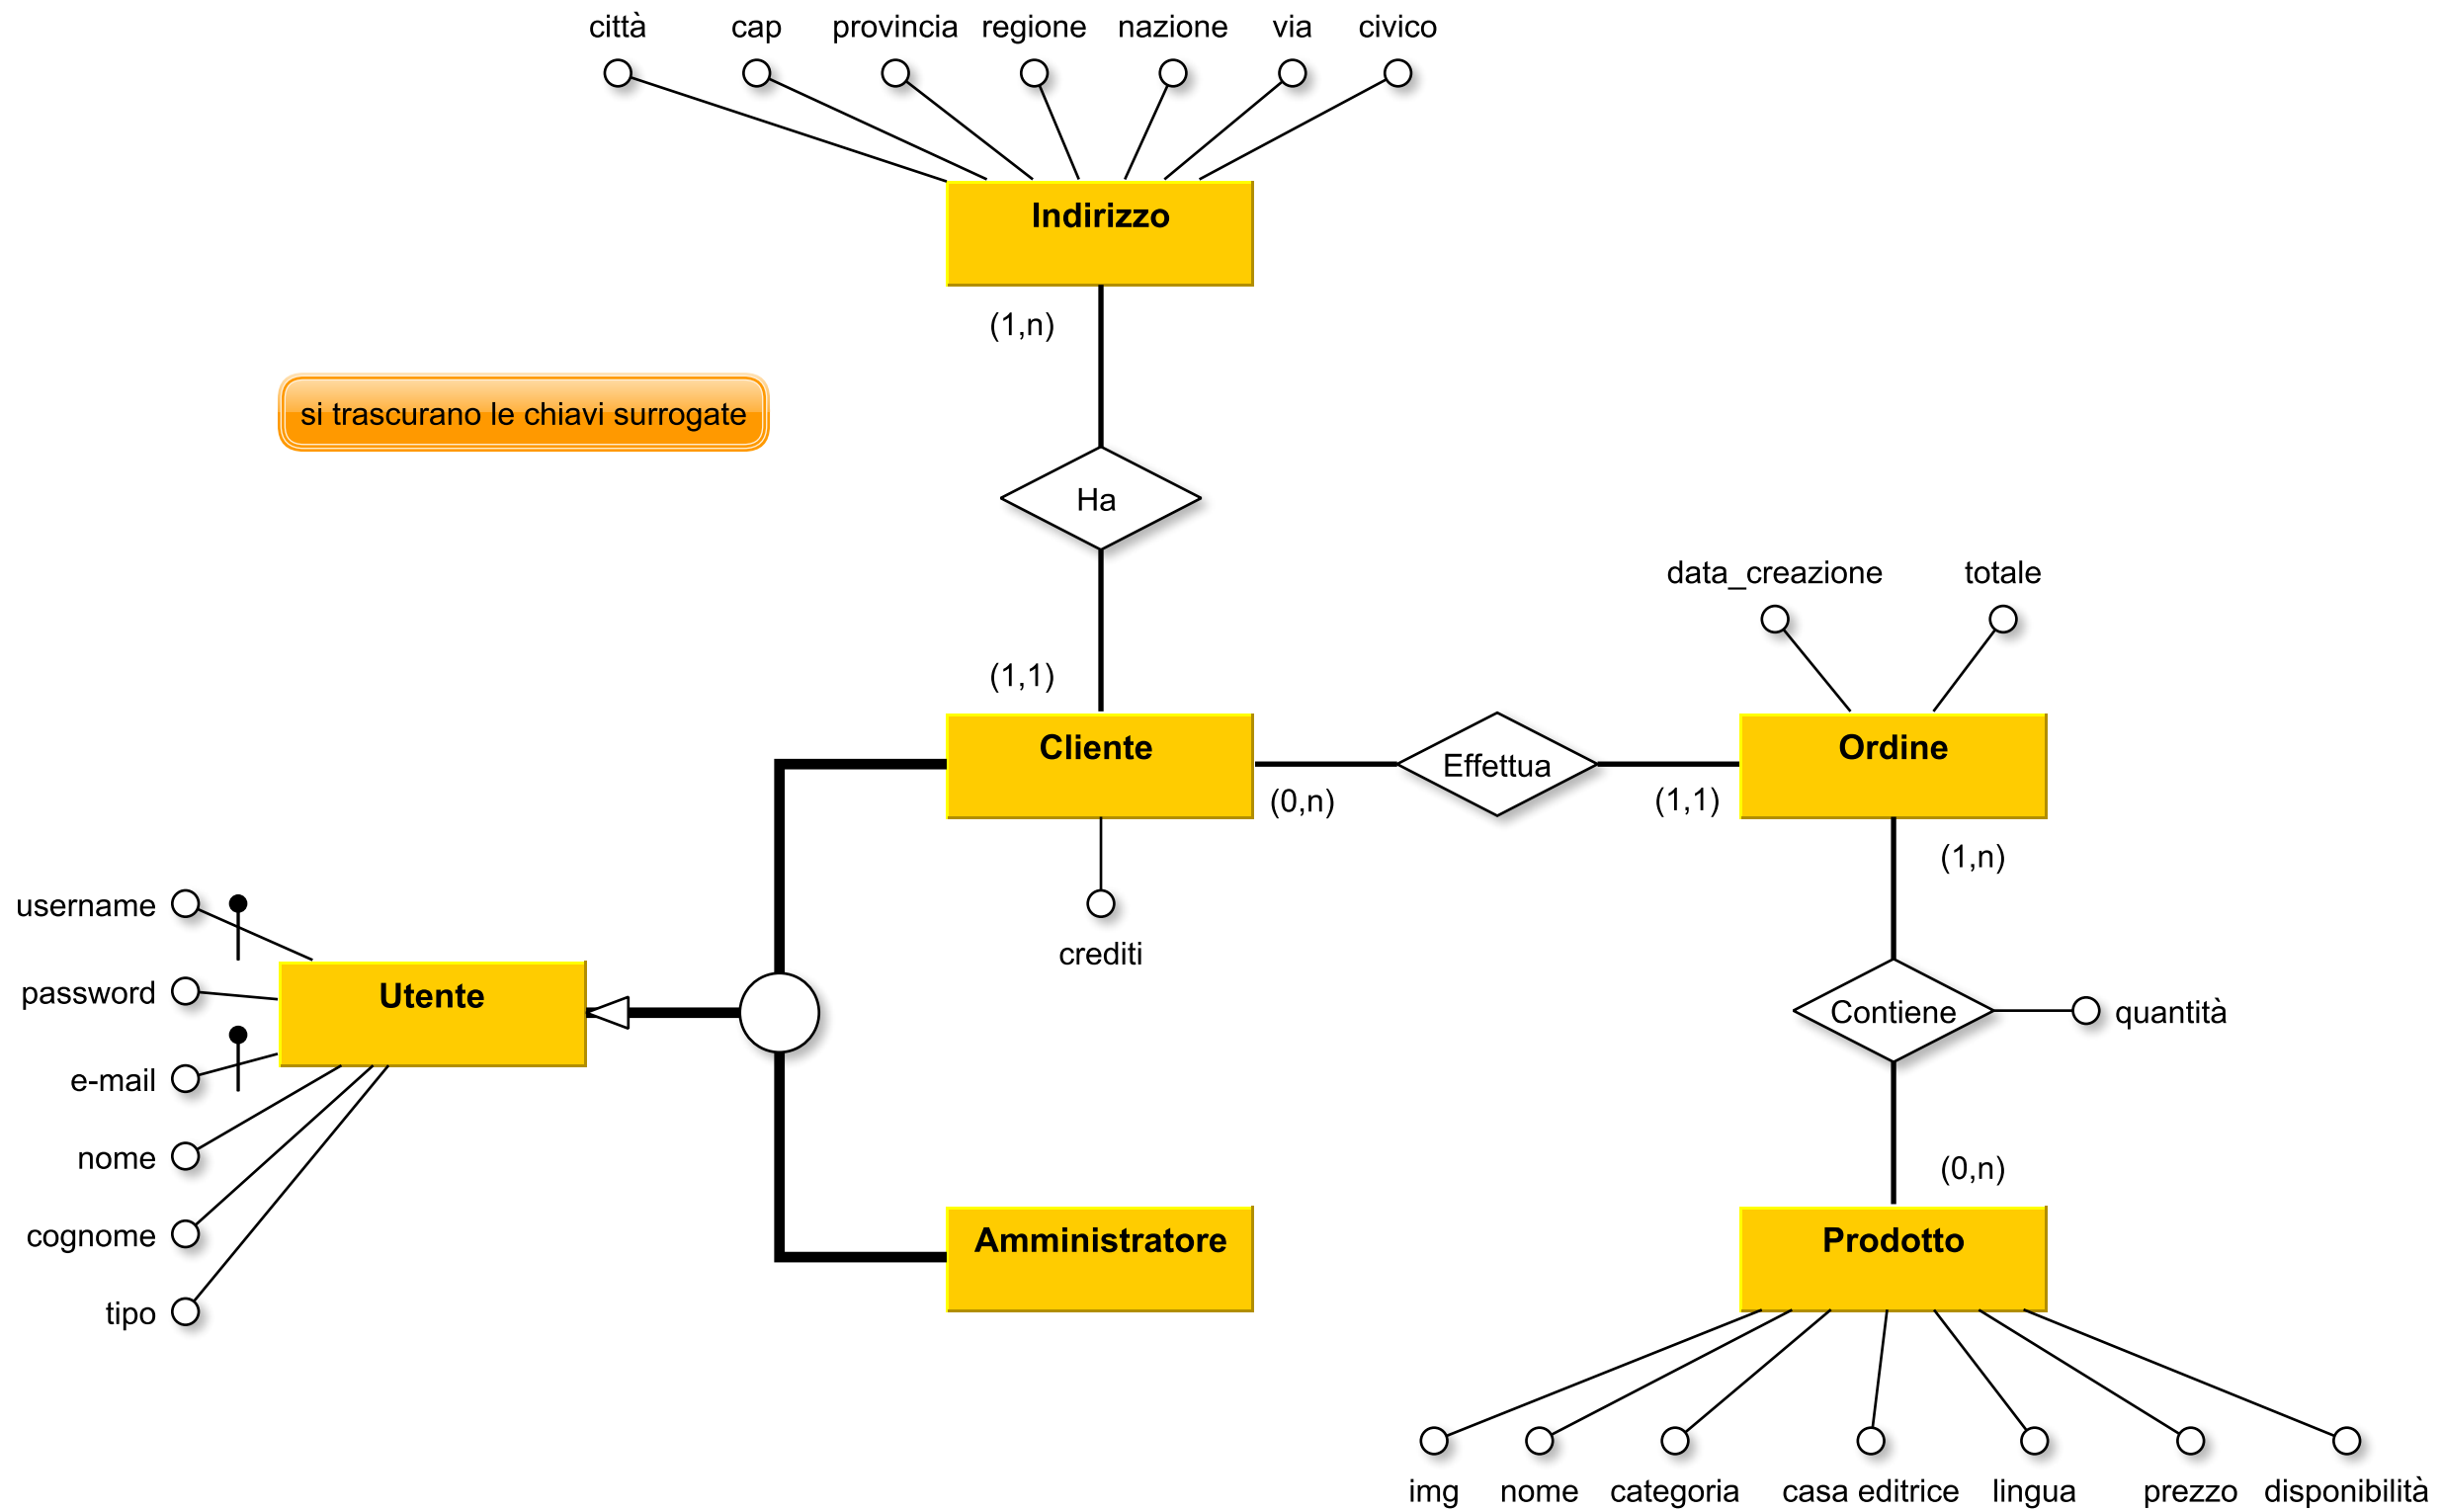 città cap provincia regione nazione via civico
Indirizzo
(1,n)
si trascurano le chiavi surrogate
Ha
data_creazione totale
(1,1)
Cliente Effettua Ordine
(0,n) (1,1)
(1,n)
username
crediti
password
Utente
Contiene quantità
e-mail
nome
(0,n)
cognome
Amministratore Prodotto
tipo
img nome categoria casa editrice lingua prezzo disponibilità